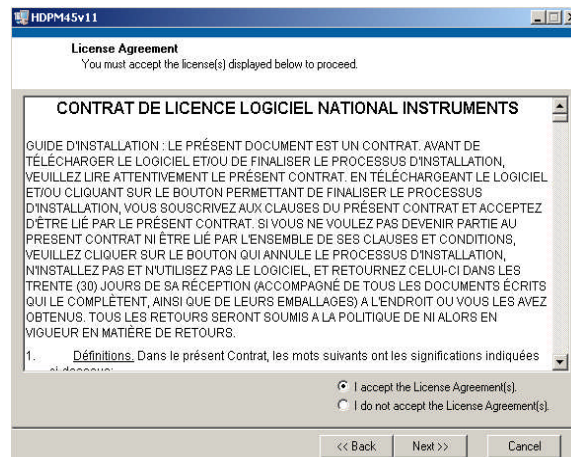 HDPM45v11
License Agreement
You must accept the license(s) displayed below to proceed.
CONTRAT DE LICENCE LOGICIEL NATIONAL INSTRUMENTS
GUIDE D'INSTALLATION : LE PRÉSENT DOCUMENT EST UN CONTRAT. AVANT DE
TÉLÉCHARGER LE LOGICIEL ET/OU DE FINALISER LE PROCESSUS D'INSTALLATION,
VEUILLEZ LIRE ATTENTIVEMENT LE PRÉSENT CONTRAT. EN TÉLÉCHARGEANT LE LOGICIEL
ET/OU CLIQUANT SUR LE BOUTON PERMETTANT DE FINALISER LE PROCESSUS
D'INSTALLATION, VOUS SOUSCRIVEZ AUX CLAUSES DU PRÉSENT CONTRAT ET ACCEPTEZ
D'ÊTRE LIÉ PAR LE PRÉSENT CONTRAT. SI VOUS NE VOULEZ PAS DEVENIR PARTIE AU
PRESENT CONTRAT NI ÊTRE LIÉ PAR L'ENSEMBLE DE SES CLAUSES ET CONDITIONS,
VEUILLEZ CLIQUER SUR LE BOUTON QUI ANNULE LE PROCESSUS D'INSTALLATION,
N'INSTALLEZ PAS ET N'UTILISEZ PAS LE LOGICIEL, ET RETOURNEZ CELUI-CI DANS LES
TRENTE (30) JOURS DE SA RÉCEPTION (ACCOMPAGNÉ DE TOUS LES DOCUMENTS ÉCRITS
QUI LE COMPLÈTENT, AINSI QUE DE LEURS EMBALLAGES) A L'ENDROIT OU VOUS LES AVEZ
OBTENUS. TOUS LES RETOURS SERONT SOUMIS A LA POLITIQUE DE NI ALORS EN
VIGUEUR EN MATIÈRE DE RETOURS.
1. Définitions. Dans le présent Contrat, les mots suivants ont les significations indiquées
I accept the License Agreement(s).
I do not accept the License Agreement(s).
<< Back Next >> Cancel